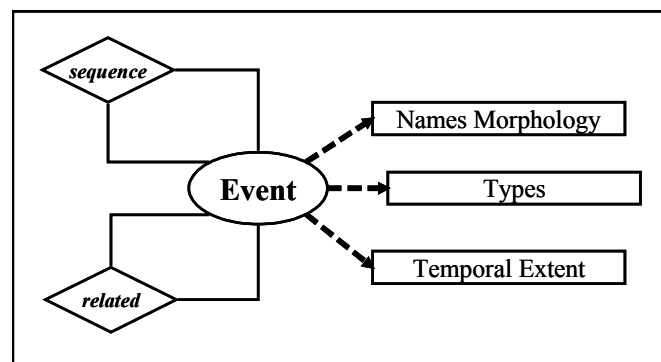 sequence
Names Morphology
Event
Types
Temporal Extent
related